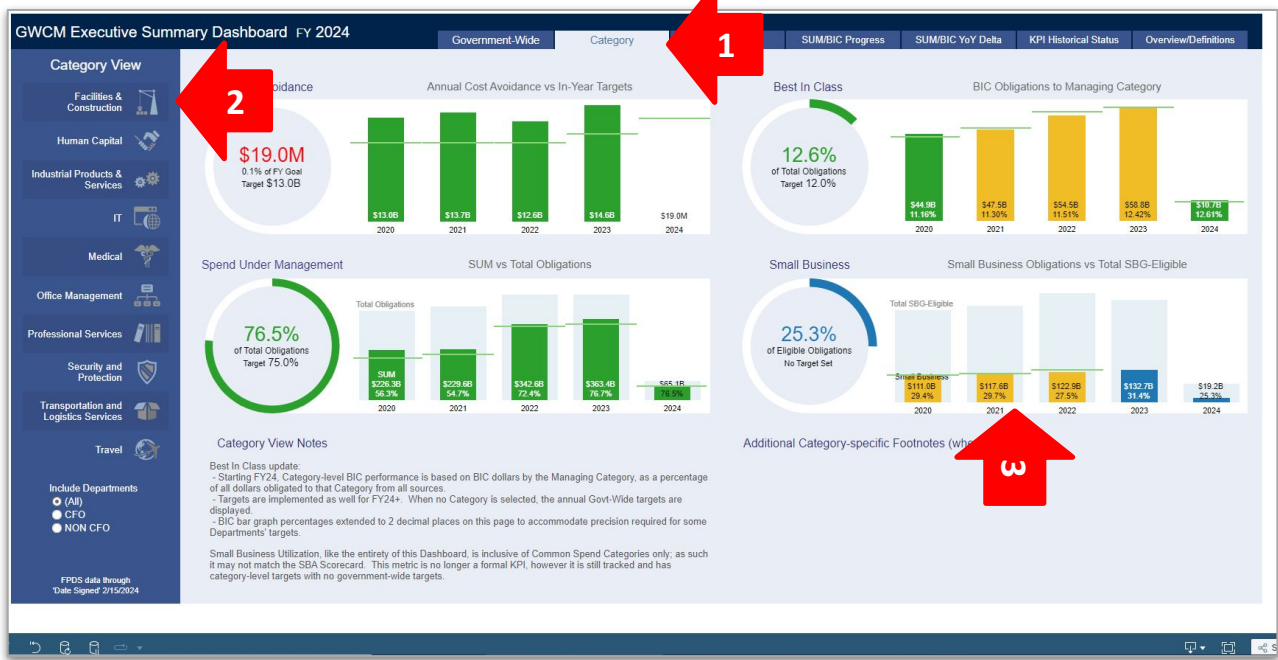 GWCM Executive Summary Dashboard FY 2024
Government-Wide
Category
SUM/BIC Progress
SUM/BIC YoY Delta
KPI Historical Status
Overview/Definitions
1
Category View
Facilities &
Construction
2
Human Capital
Industrial Products &
Services
IT
Medical
Office Management
Professional Services
Security and
Protection
Transportation and
Logistics Services
Travel
Include Departments
(All)
CFO
NON CFO
FPDS data through
'Date Signed' 2/15/2024
Annual Cost Avoidance vs In-Year Targets
$19.0M
0.1% of FY Goal
Target $13.0B
$13.0B
$13.7B
$12.6B
$14.6B
$19.0M
2020
2021
2022
2023
2024
Best In Class
BIC Obligations to Managing Category
12.6%
of Total Obligations
Target 12.0%
$44.9B
11.16%
$47.5B
11.30%
$54.5B
11.51%
$58.8B
12.42%
$10.7B
12.61%
2020
2021
2022
2023
2024
Spend Under Management
SUM vs Total Obligations
76.5%
of Total Obligations
Target 75.0%
Total Obligations
SUM
$226.3B
56.3%
$229.6B
54.7%
$342.6B
72.4%
$363.4B
76.7%
$65.1B
76.5%
2020
2021
2022
2023
2024
Small Business
Small Business Obligations vs Total SBG-Eligible
25.3%
of Eligible Obligations
No Target Set
Total SBG-Eligible
Small Business
$111.0B
29.4%
$117.6B
29.7%
$122.9B
27.5%
$132.7B
31.4%
$19.2B
25.3%
2020
2021
2022
2023
2024
3
Category View Notes
Best In Class update:
- Starting FY24, Category-level BIC performance is based on BIC dollars by the Managing Category, as a percentage
of all dollars obligated to that Category from all sources.
- Targets are implemented as well for FY24+. When no Category is selected, the annual Govt-Wide targets are
displayed.
- BIC bar graph percentages extended to 2 decimal places on this page to accommodate precision required for some
Departments' targets.
Small Business Utilization, like the entirety of this Dashboard, is inclusive of Common Spend Categories only; as such
it may not match the SBA Scorecard. This metric is no longer a formal KPI, however it is still tracked and has
category-level targets with no government-wide targets.
Additional Category-specific Footnotes